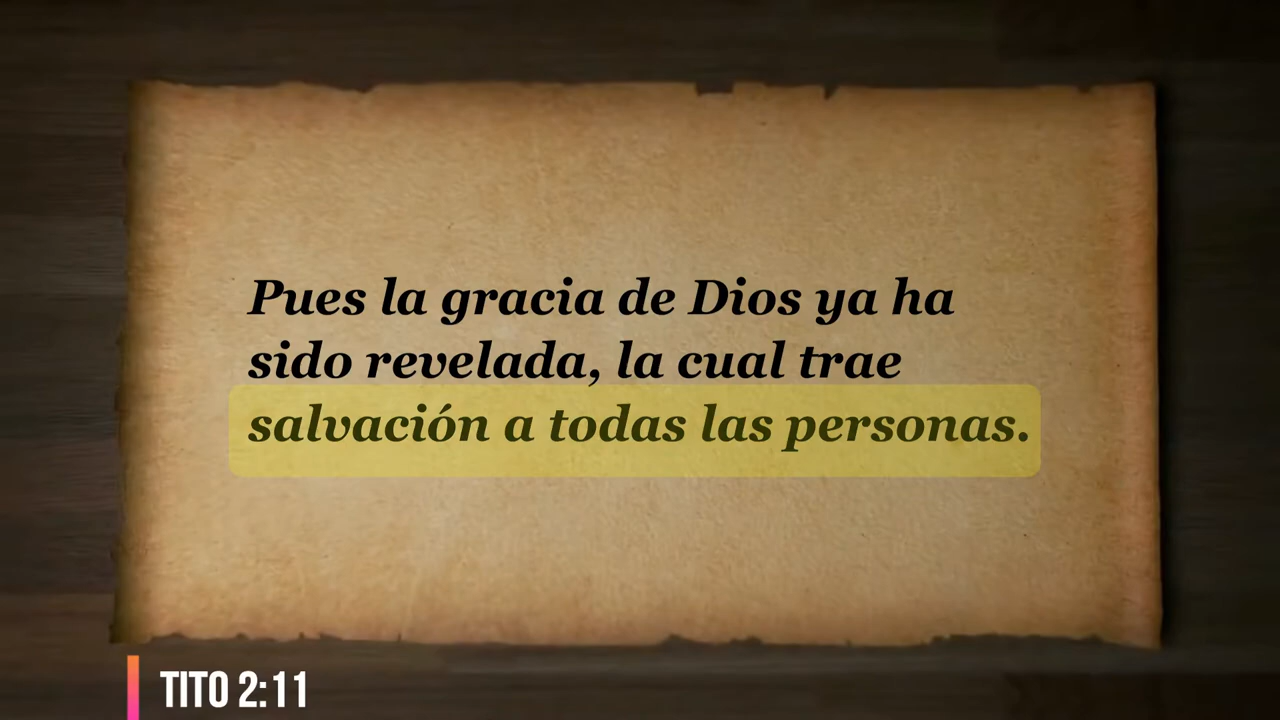 Pues la gracia de Dios ya ha
sido revelada, la cual trae
salvación a todas las personas.
TITO 2:11